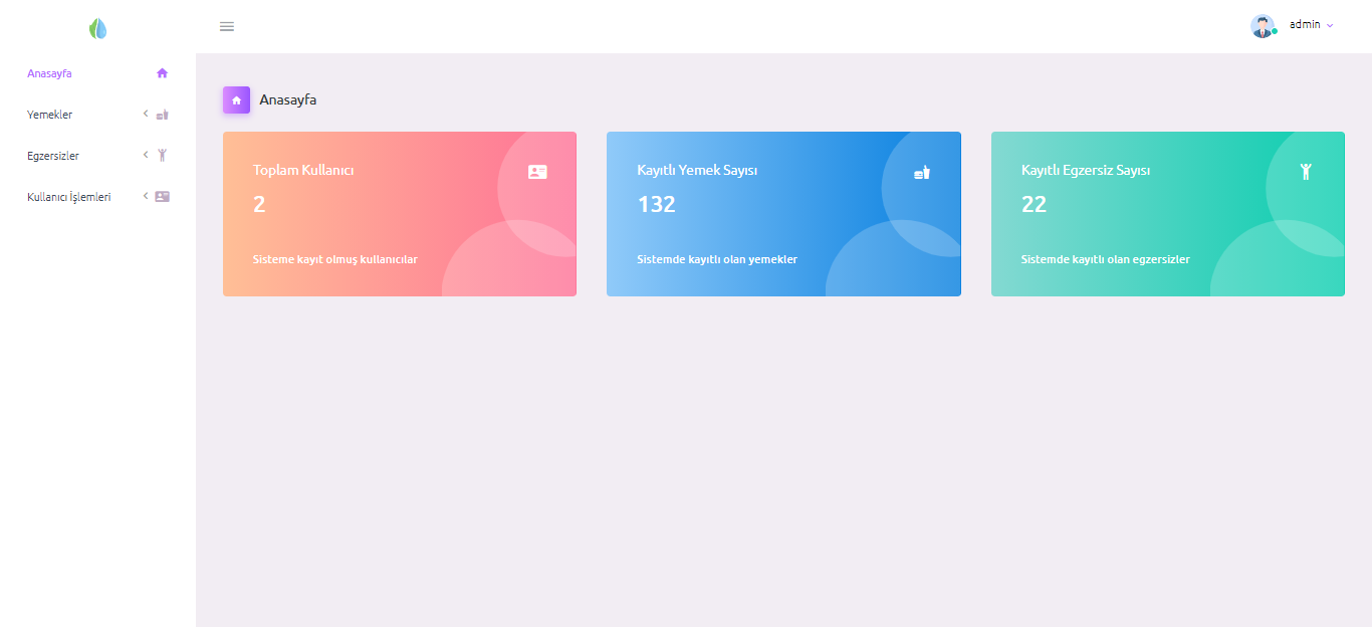 admin
Anasayfa
Yemekler
Egzersizler
Kullanıcı İşlemleri
Anasayfa
Toplam Kullanıcı
2
Sisteme kayıt olmuş kullanıcılar
Kayıtlı Yemek Sayısı
132
Sistemde kayıtlı olan yemekler
Kayıtlı Egzersiz Sayısı
22
Sistemde kayıtlı olan egzersizler